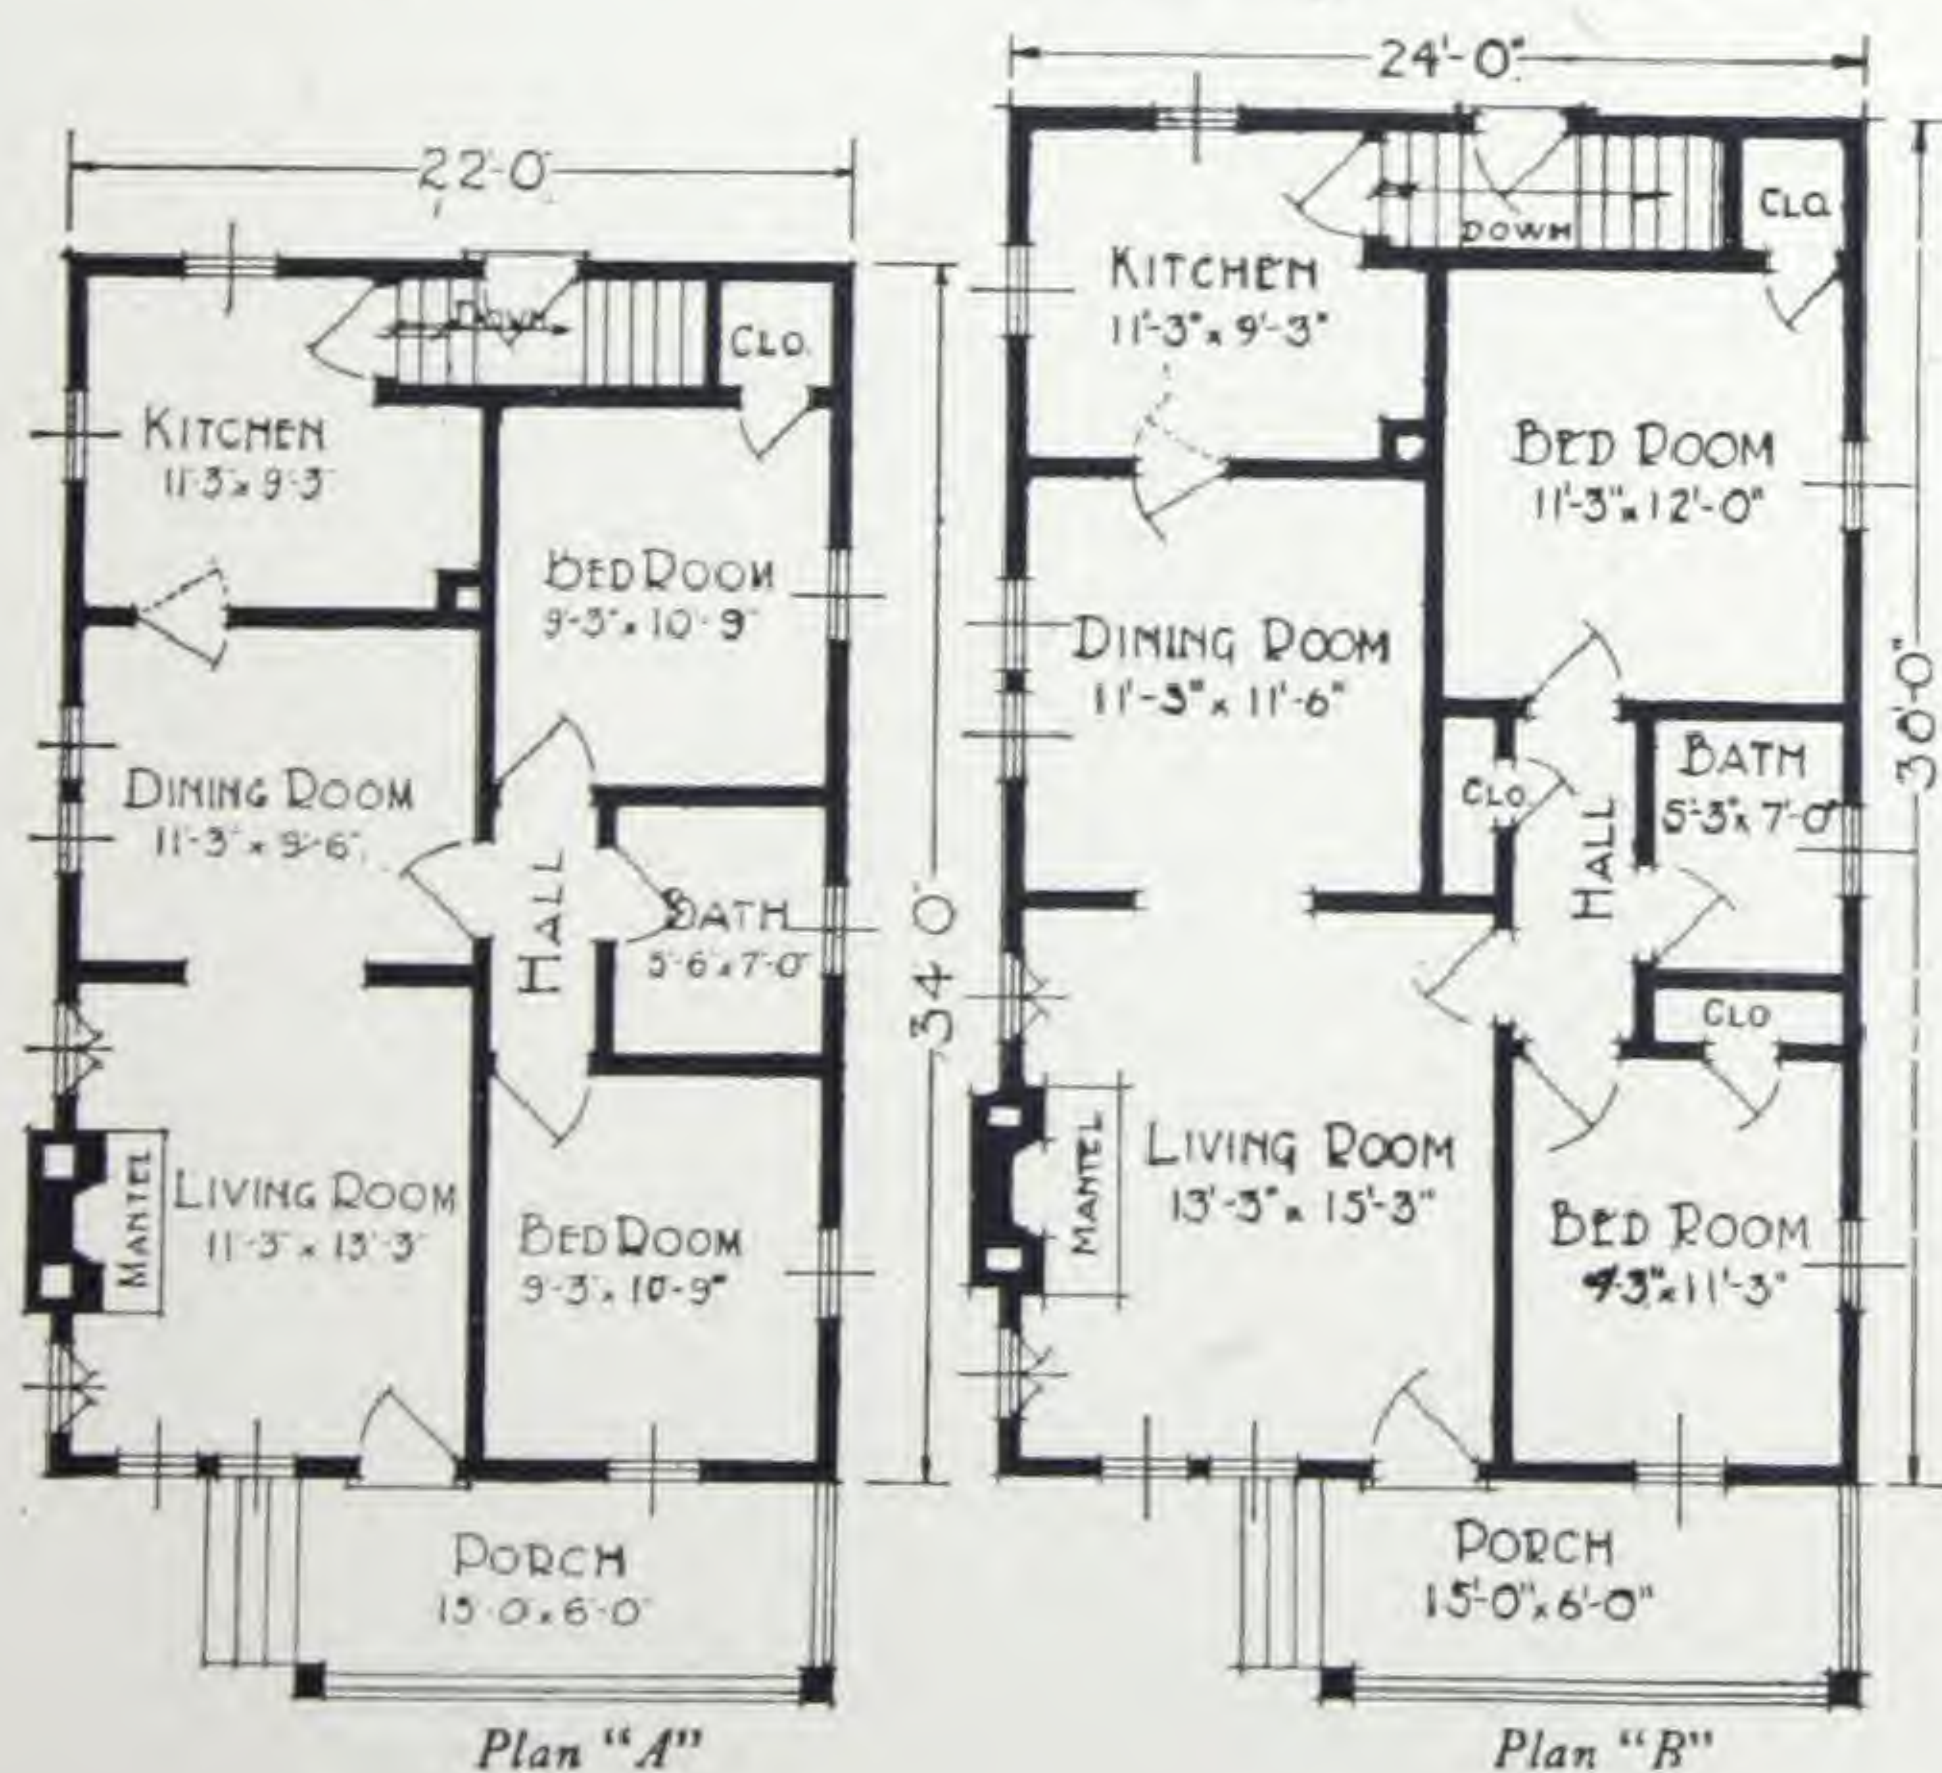 22'-0
DOWN
CLO.
KITCHEN
11-3 x 9-3
BED ROOM
9'-3" x 10'-9"
DINING ROOM
11'-3" x 9'-6"
HALL
BATH
5'-6 x 7'-0"
34'-0
MANTEL
LIVING ROOM
11'-3" x 13'-3"
BED ROOM
9'-3" x 10'-9"
PORCH
15'-0 x 6'-0"
Plan "A"
24'-0"
DOWN
CLO.
KITCHEN
11'-3" x 9'-3"
BED ROOM
11'-3" x 12'-0"
DINING ROOM
11'-3" x 11'-6"
CLO
HALL
BATH
5'-3" x 7'-0"
CLO
MANTEL
LIVING ROOM
13'-3" x 15'-3"
BED ROOM
9'-3" x 11'-3"
PORCH
15'-0" x 6'-0"
Plan "B"